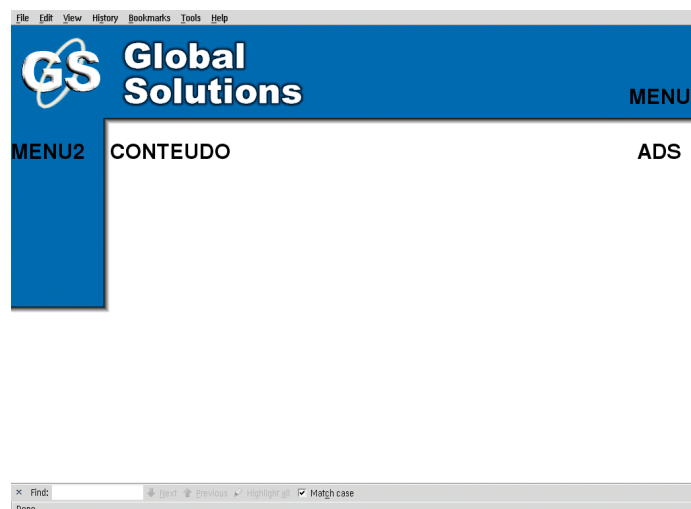 File Edit View History Bookmarks Tools Help
GS Global
Solutions
MENU
MENU2 CONTEUDO ADS
× Find: Next Previous Highlight all Match case
Done